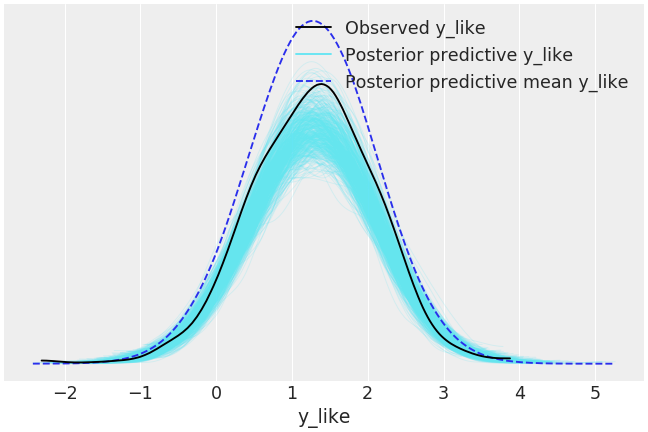 Observed y_like
Posterior predictive y_like
Posterior predictive mean y_like
−2 −1 0 1 2 3 4 5
y_like